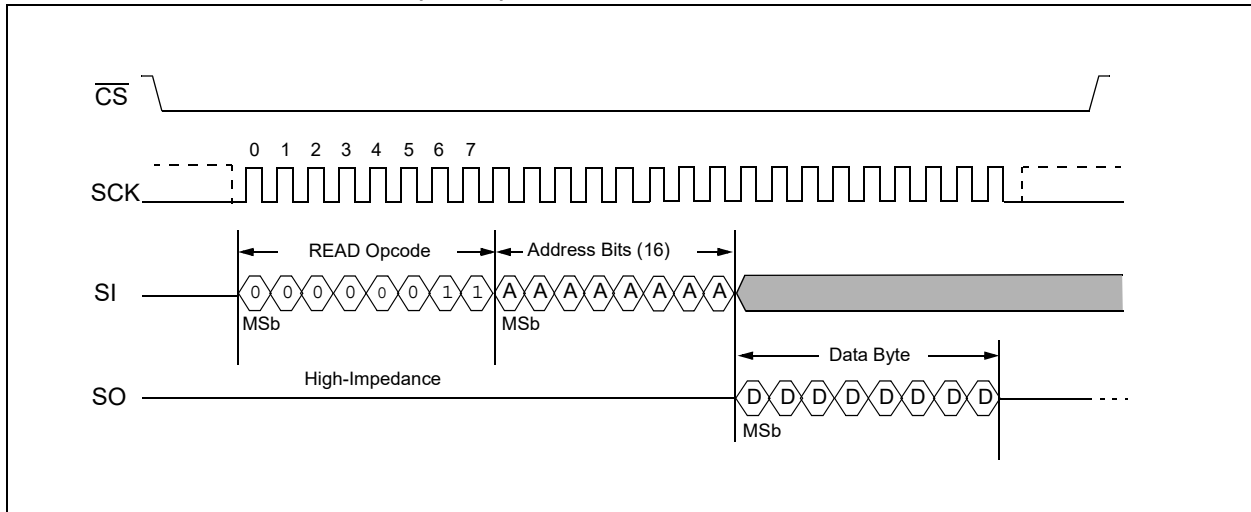 CS
0 1 2 3 4 5 6 7
SCK
READ Opcode Address Bits (16)
SI 0 0 0 0 0 0 1 1 A A A A A A A A
MSb MSb
Data Byte
High-Impedance
SO D D D D D D D D
MSb